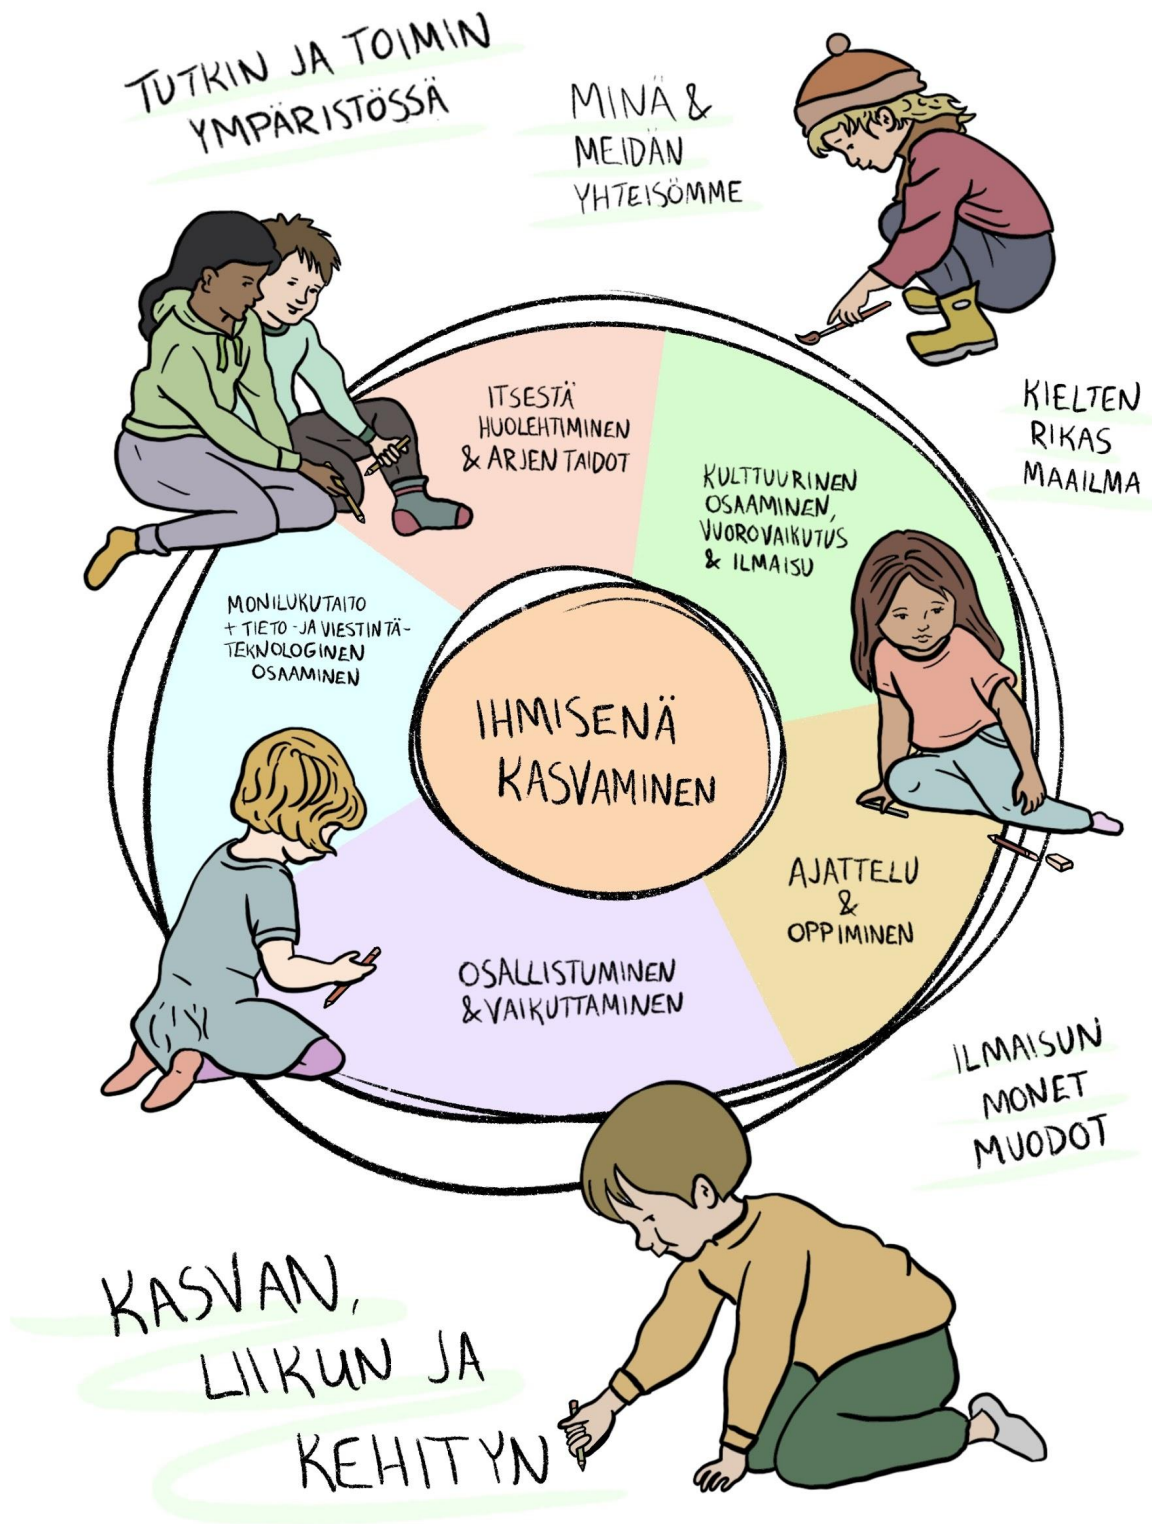 TUTKIN JA TOIMIN
YMPÄRISTÖSSÄ
MINÄ &
MEIDÄN
YHTEISÖMME
KIELTEN
RIKAS
MAAILMA
ITSESTÄ
HUOLEHTIMINEN
& ARJEN TAIDOT
KULTTUURINEN
OSAAMINEN,
VUOROVAIKUTUS
& ILMAISU
MONILUKUTAITO
+ TIETO-JA VIESTINTÄ-
TEKNOLOGINEN
OSAAMINEN
IHMISENÄ
KASVAMINEN
AJATTELU
&
OPPIMINEN
OSALLISTUMINEN
& VAIKUTTAMINEN
ILMAISUN
MONET
MUODOT
KASVAN,
LIIKUN JA
KEHITYN